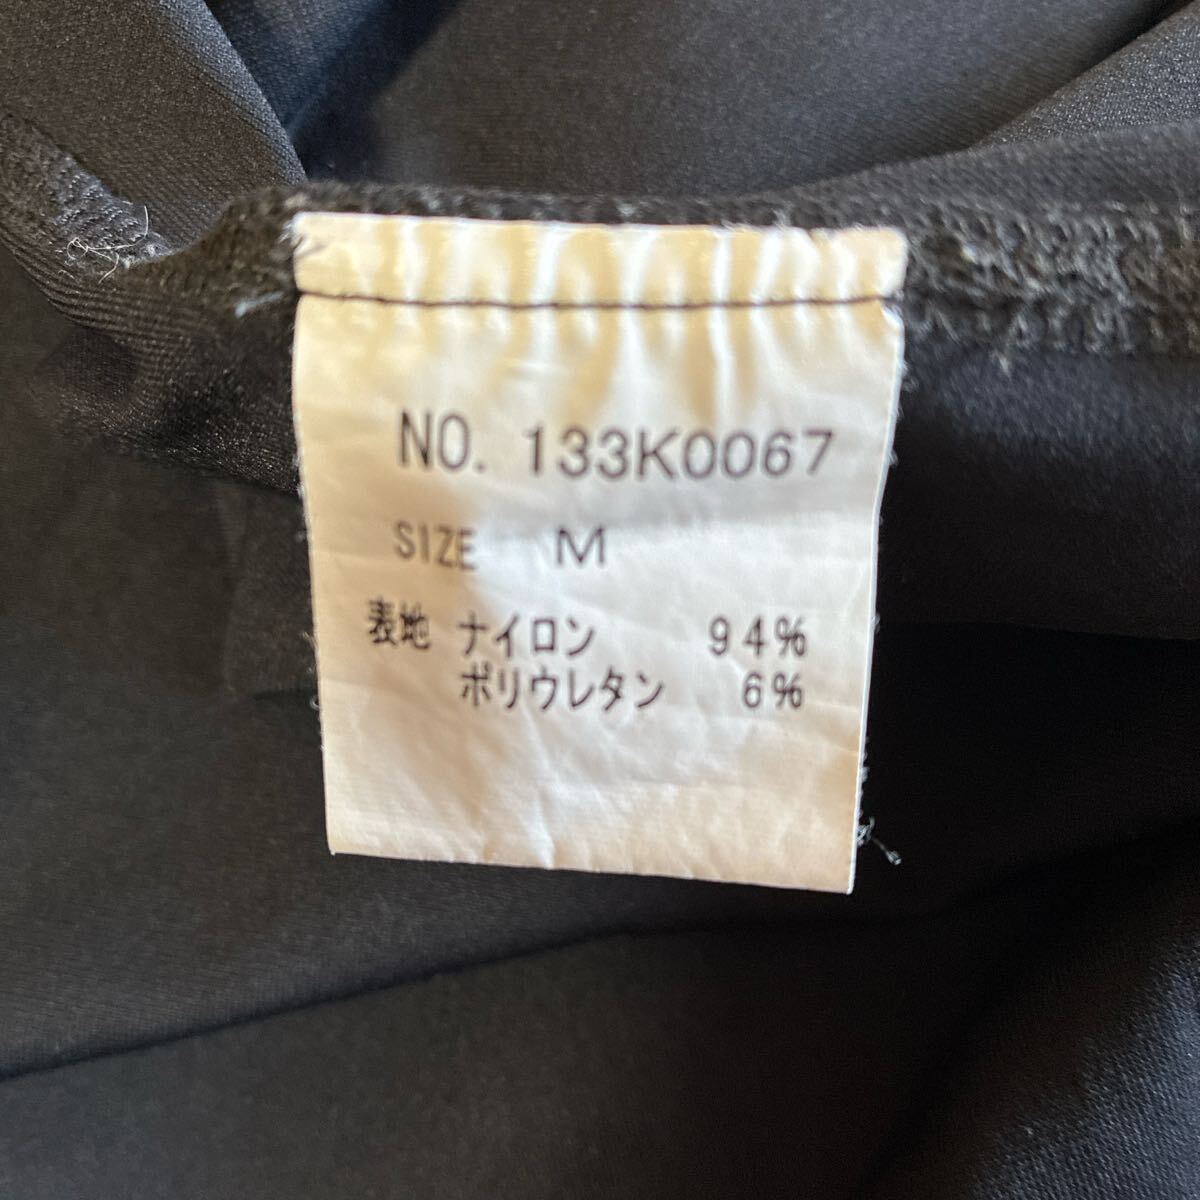 NO. 133K0067
SIZE M
表地 ナイロン 94%
ポリウレタン 6%